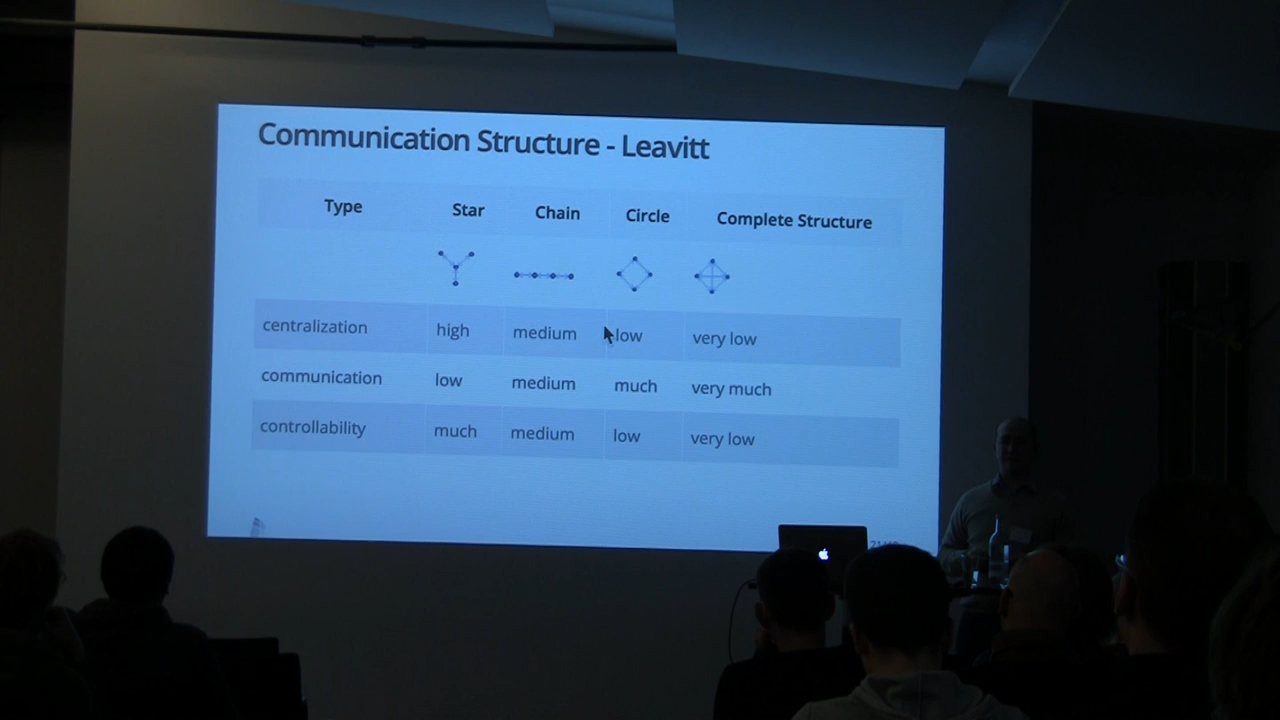 Communication Structure - Leavitt
Type Star Chain Circle Complete Structure
centralization high medium low very low
communication low medium much very much
controllability much medium low very low